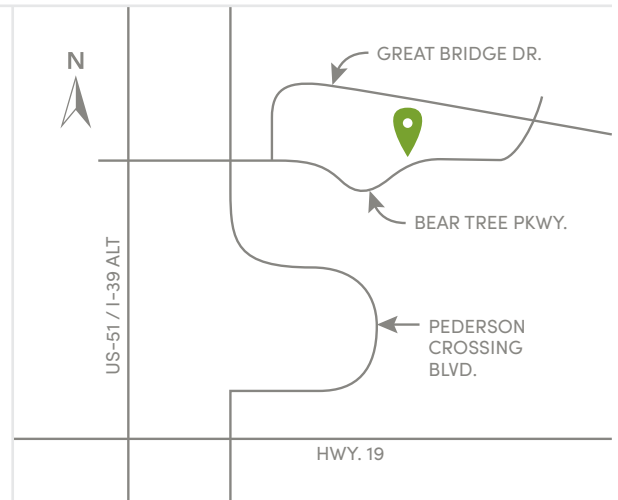 N
GREAT BRIDGE DR.
BEAR TREE PKWY.
US-51 / I-39 ALT
PEDERSON
CROSSING
BLVD.
HWY. 19